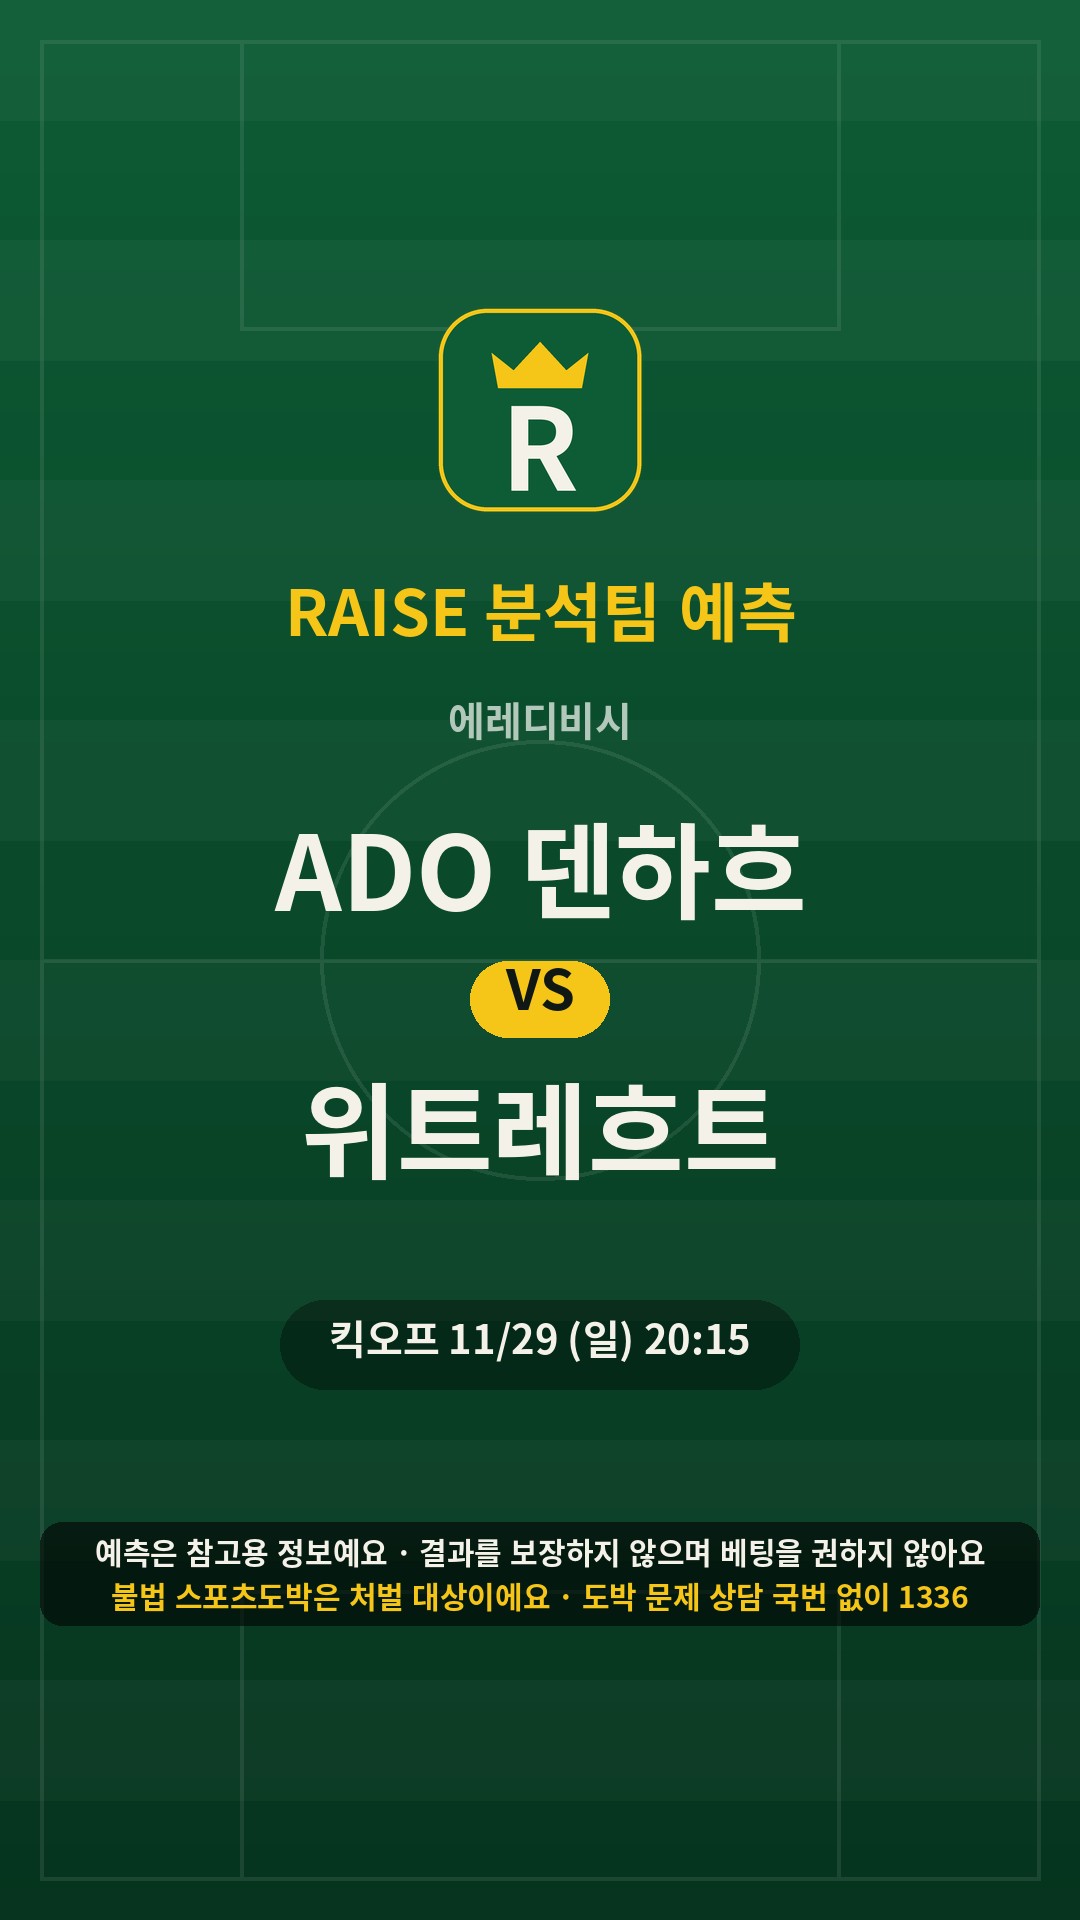 R
RAISE 분석팀 예측
에레디비시
ADO 덴하흐
VS
위트레흐트
킥오프 11/29 (일) 20:15
예측은 참고용 정보예요 · 결과를 보장하지 않으며 베팅을 권하지 않아요
불법 스포츠도박은 처벌 대상이에요 · 도박 문제 상담 국번 없이 1336